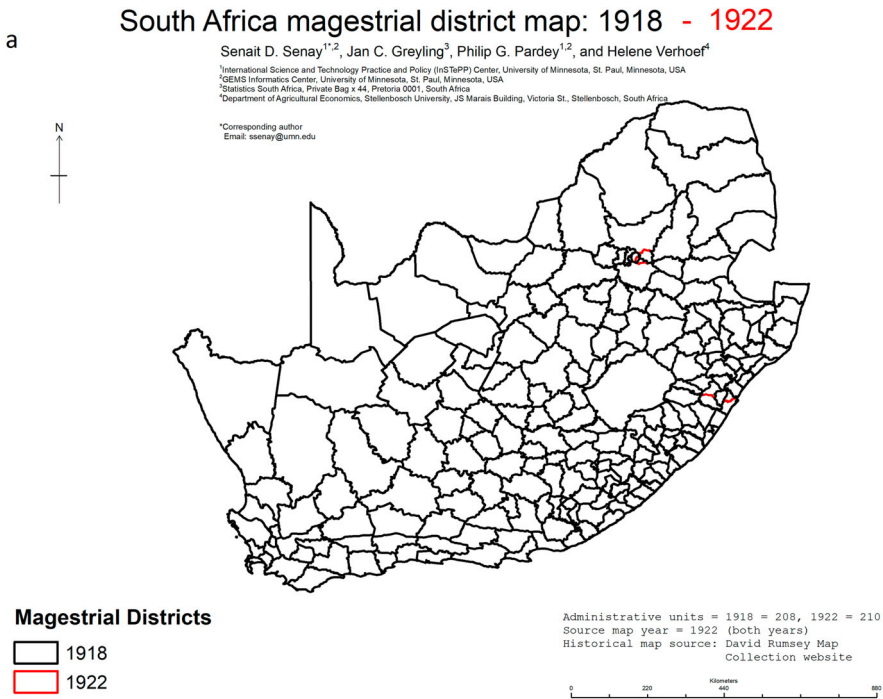 South Africa magestrial district map: 1918 - 1922
a
Senait D. Senay1*,2, Jan C. Greyling3, Philip G. Pardey1,2, and Helene Verhoef4
1International Science and Technology Practice and Policy (InSTePP) Center, University of Minnesota, St. Paul, Minnesota, USA
2GEMS Informatics Center, University of Minnesota, St. Paul, Minnesota, USA
3Statistics South Africa, Private Bag x 44, Pretoria 0001, South Africa
4Department of Agricultural Economics, Stellenbosch University, JS Marais Building, Victoria St., Stellenbosch, South Africa
*Corresponding author
Email: ssenay@umn.edu
N
Magestrial Districts
1918
1922
Administrative units = 1918 = 208, 1922 = 210
Source map year = 1922 (both years)
Historical map source: David Rumsey Map
Collection website
Kilometers
0 220 440 880